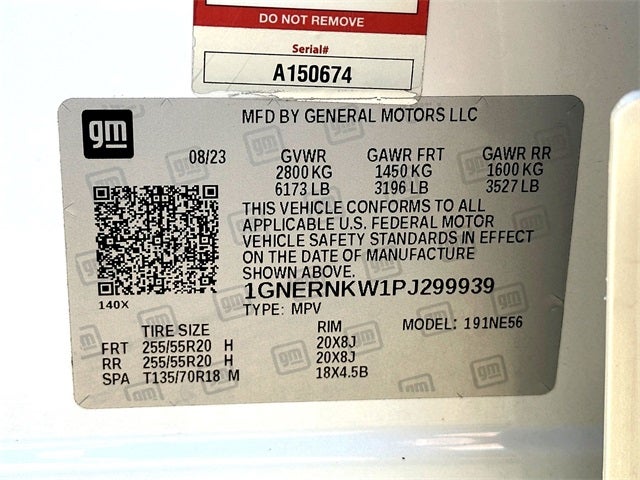 DO NOT REMOVE
Serial#
A150674
gm
MFD BY GENERAL MOTORS LLC
08/23 GVWR GAWR FRT GAWR RR
2800 KG 1450 KG 1600 KG
6173 LB 3196 LB 3527 LB
THIS VEHICLE CONFORMS TO ALL
APPLICABLE U.S. FEDERAL MOTOR
VEHICLE SAFETY STANDARDS IN EFFECT
ON THE DATE OF MANUFACTURE
SHOWN ABOVE.
1GNERNKW1PJ299939
140X
TYPE: MPV
TIRE SIZE RIM MODEL: 191NE56
FRT 255/55R20 H 20X8J
RR 255/55R20 H 20X8J
SPA T135/70R18 M 18X4.5B